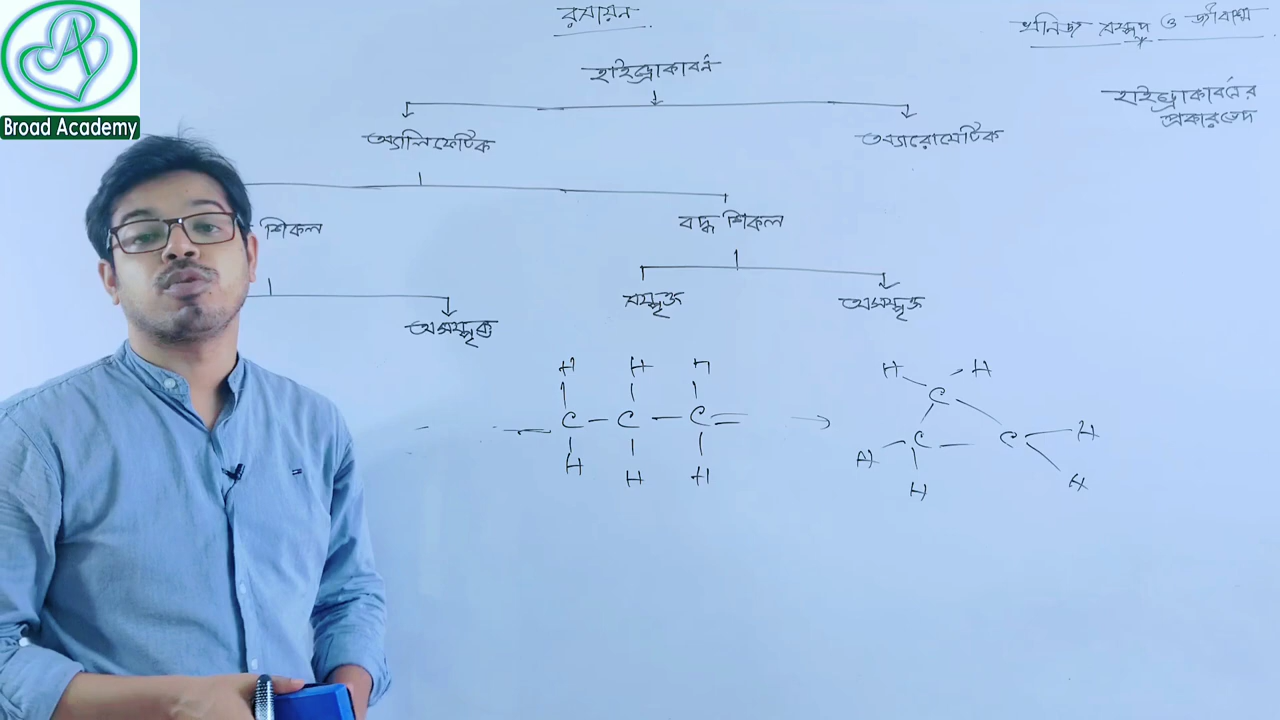 Broad Academy
রসায়ন
খনিজ সম্পদ ও জীবাশ্ম
হাইড্রোকার্বনের
প্রকারভেদ
হাইড্রোকার্বন
অ্যালিফেটিক
অ্যারোমেটিক
শিকল
বদ্ধ শিকল
অসম্পৃক্ত
সম্পৃক্ত
অসম্পৃক্ত
H H H
— C — C — C =
H H H
H H
C
C — C H
H H H